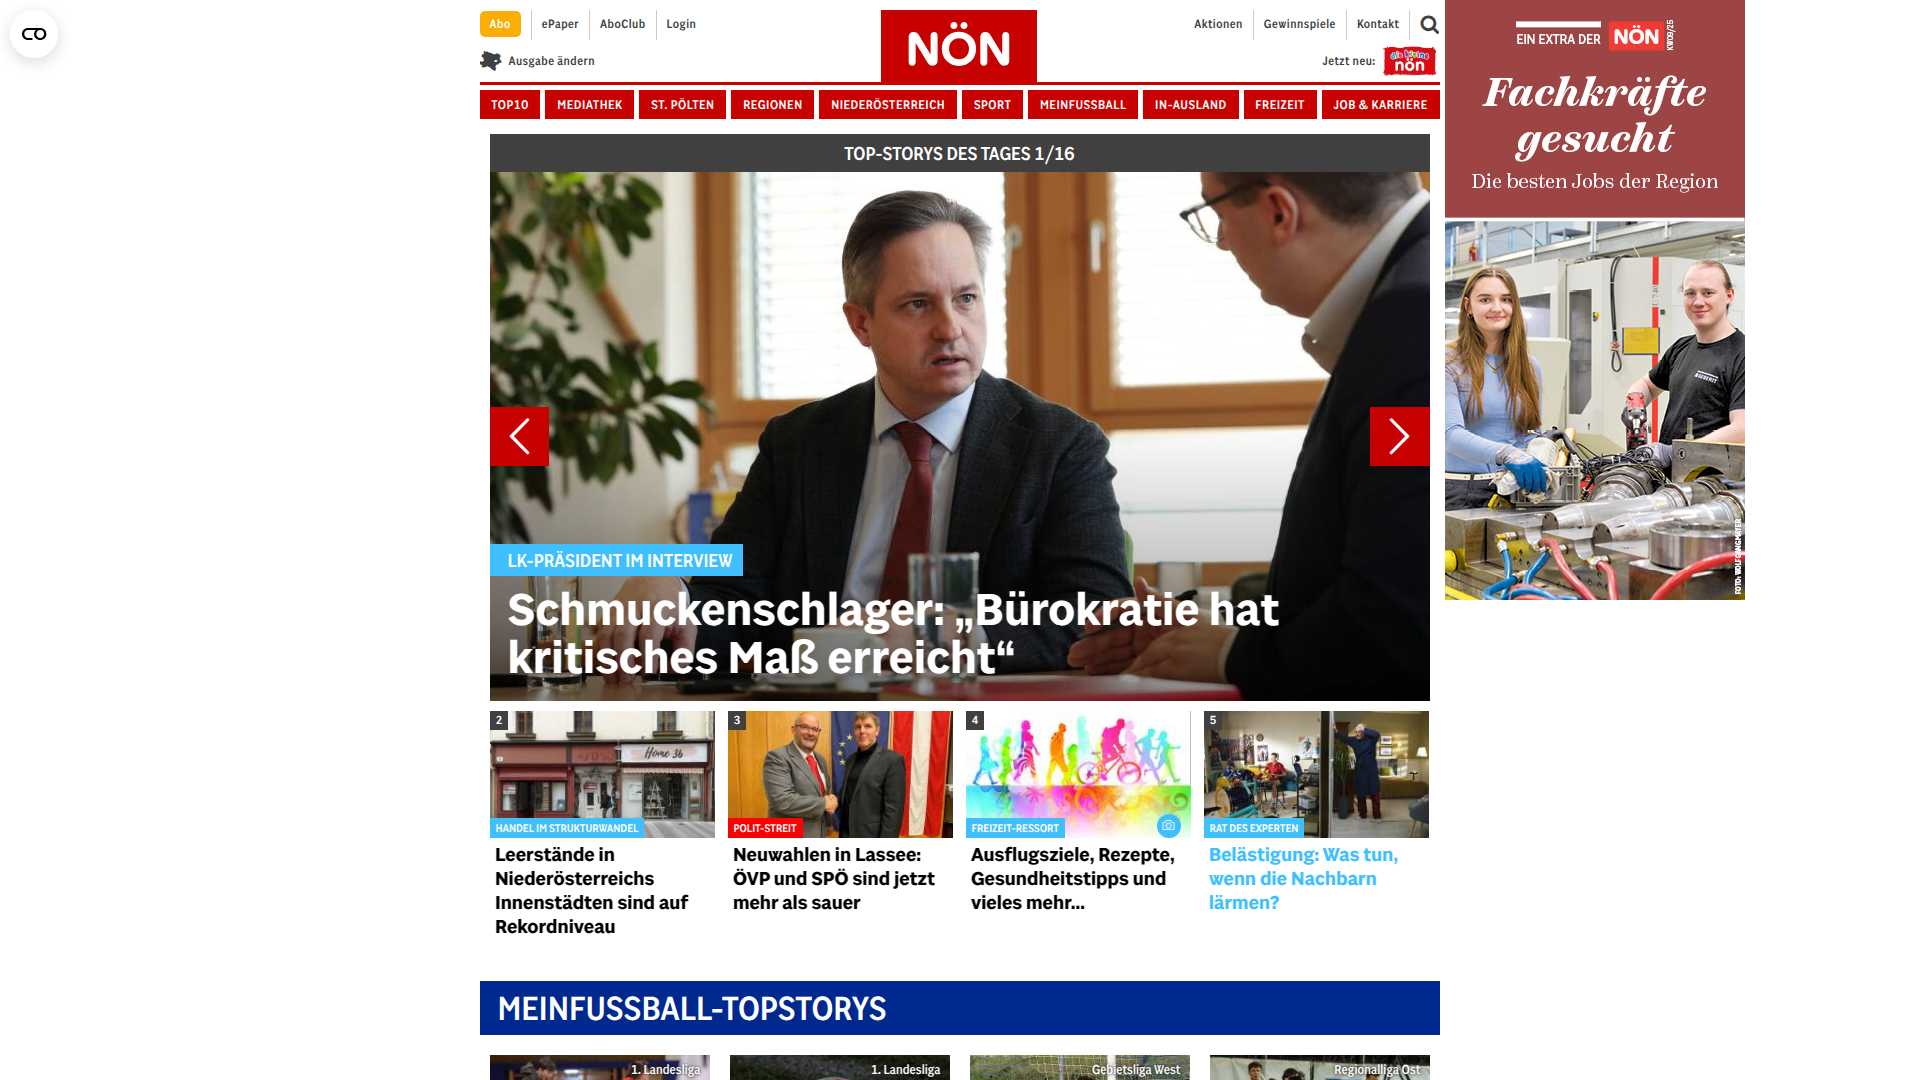 Abo
ePaper
AboClub
Login
NÖN
Aktionen
Gewinnspiele
Kontakt
Ausgabe ändern
Jetzt neu:
die kleine
nön
TOP10
MEDIATHEK
ST. PÖLTEN
REGIONEN
NIEDERÖSTERREICH
SPORT
MEINFUSSBALL
IN-AUSLAND
FREIZEIT
JOB & KARRIERE
EIN EXTRA DER NÖN
KW09/25
Fachkräfte
gesucht
Die besten Jobs der Region
FOTO: WOLFGANG MAYER
TOP-STORYS DES TAGES 1/16
LK-PRÄSIDENT IM INTERVIEW
Schmuckenschlager: „Bürokratie hat
kritisches Maß erreicht“
2
Home 36
HANDEL IM STRUKTURWANDEL
Leerstände in
Niederösterreichs
Innenstädten sind auf
Rekordniveau
3
POLIT-STREIT
Neuwahlen in Lassee:
ÖVP und SPÖ sind jetzt
mehr als sauer
4
FREIZEIT-RESSORT
Ausflugsziele, Rezepte,
Gesundheitstipps und
vieles mehr...
5
RAT DES EXPERTEN
Belästigung: Was tun,
wenn die Nachbarn
lärmen?
MEINFUSSBALL-TOPSTORYS
1. Landesliga
1. Landesliga
Gebietsliga West
Regionalliga Ost